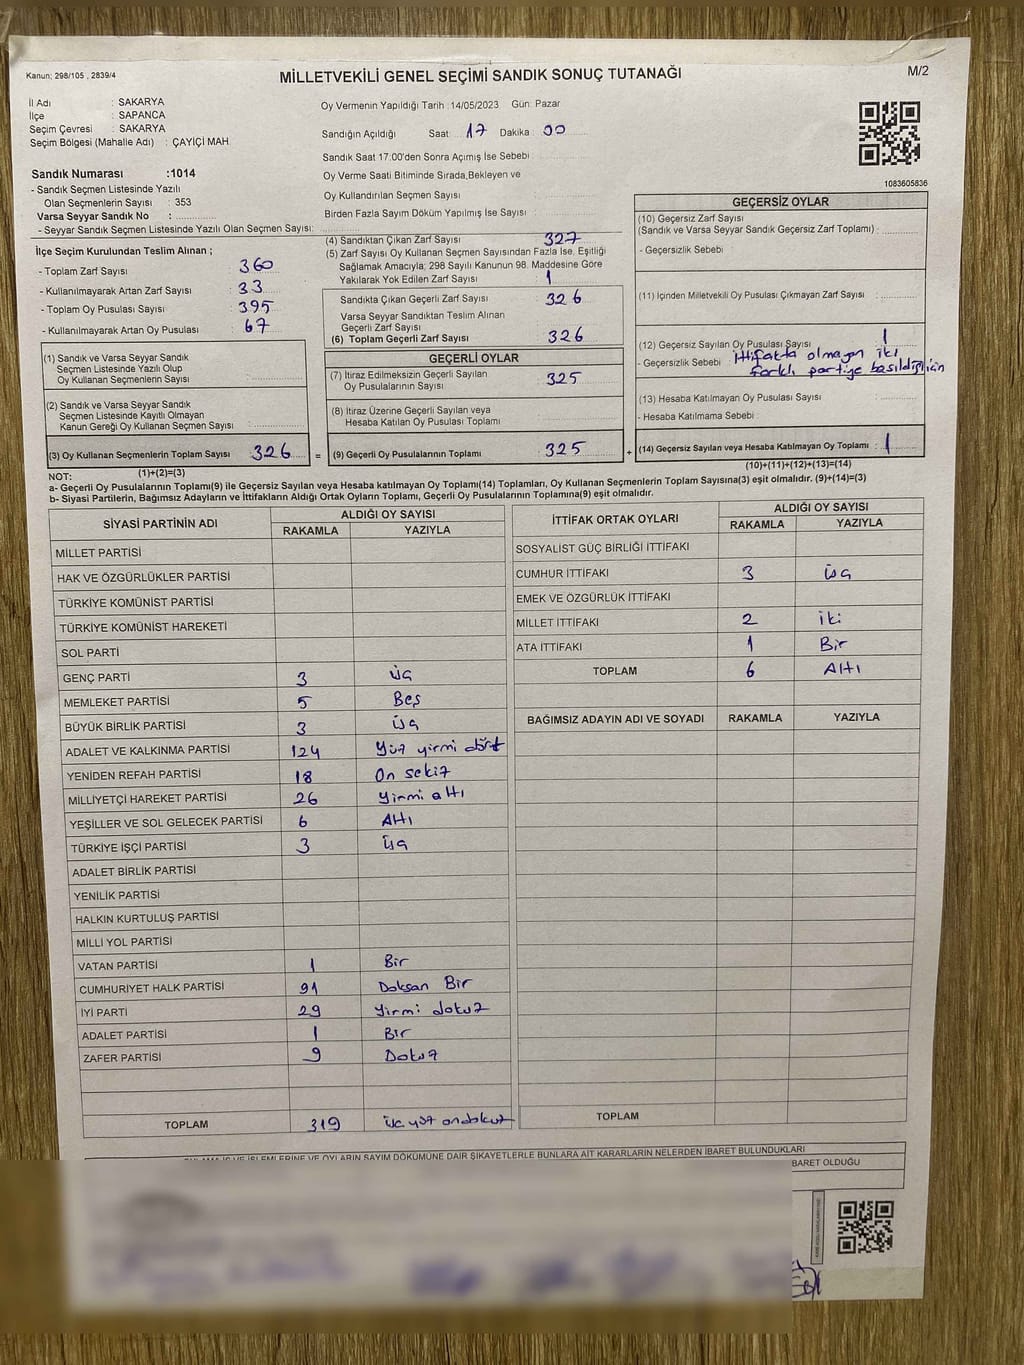 Kanun; 298/105 , 2839/4
MİLLETVEKİLİ GENEL SEÇİMİ SANDIK SONUÇ TUTANAĞI
M/2
İl Adı : SAKARYA
İlçe : SAPANCA
Seçim Çevresi : SAKARYA
Seçim Bölgesi (Mahalle Adı) : ÇAYİÇİ MAH
Oy Vermenin Yapıldığı Tarih : 14/05/2023 Gün: Pazar
Sandığın Açıldığı Saat : 17 Dakika : 00
Sandık Saat 17:00'den Sonra Açımış İse Sebebi :
Oy Verme Saati Bitiminde Sırada,Bekleyen ve
Oy Kullandırılan Seçmen Sayısı :
Birden Fazla Sayım Döküm Yapılmış İse Sayısı :
1083605836
Sandık Numarası :1014
- Sandık Seçmen Listesinde Yazılı
Olan Seçmenlerin Sayısı : 353
Varsa Seyyar Sandık No :
- Seyyar Sandık Seçmen Listesinde Yazılı Olan Seçmen Sayısı:
İlçe Seçim Kurulundan Teslim Alınan ;
- Toplam Zarf Sayısı : 360
- Kullanılmayarak Artan Zarf Sayısı : 33
- Toplam Oy Pusulası Sayısı : 395
- Kullanılmayarak Artan Oy Pusulası : 67
(1) Sandık ve Varsa Seyyar Sandık
Seçmen Listesinde Yazılı Olup
Oy Kullanan Seçmenlerin Sayısı :
(2) Sandık ve Varsa Seyyar Sandık
Seçmen Listesinde Kayıtlı Olmayan
Kanun Gereği Oy Kullanan Seçmen Sayısı :
(3) Oy Kullanan Seçmenlerin Toplam Sayısı : 326 =
(1)+(2)=(3)
(4) Sandıktan Çıkan Zarf Sayısı : 327
(5) Zarf Sayısı Oy Kullanan Seçmen Sayısından Fazla İse, Eşitliği
Sağlamak Amacıyla; 298 Sayılı Kanunun 98. Maddesine Göre
Yakılarak Yok Edilen Zarf Sayısı : 1
Sandıkta Çıkan Geçerli Zarf Sayısı : 326
Varsa Seyyar Sandıktan Teslim Alınan
Geçerli Zarf Sayısı :
(6) Toplam Geçerli Zarf Sayısı : 326
GEÇERLİ OYLAR
(7) İtiraz Edilmeksizin Geçerli Sayılan
Oy Pusulalarının Sayısı : 325
(8) İtiraz Üzerine Geçerli Sayılan veya
Hesaba Katılan Oy Pusulası Toplamı :
(9) Geçerli Oy Pusulalarının Toplamı : 325 +
GEÇERSİZ OYLAR
(10) Geçersiz Zarf Sayısı
(Sandık ve Varsa Seyyar Sandık Geçersiz Zarf Toplamı) :
- Geçersizlik Sebebi :
(11) İçinden Milletvekili Oy Pusulası Çıkmayan Zarf Sayısı :
(12) Geçersiz Sayılan Oy Pusulası Sayısı : 1
- Geçersizlik Sebebi : İttifakta olmayan iki
farklı partiye basıldığı için
(13) Hesaba Katılmayan Oy Pusulası Sayısı :
- Hesaba Katılmama Sebebi :
(14) Geçersiz Sayılan veya Hesaba Katılmayan Oy Toplamı : 1
(10)+(11)+(12)+(13)=(14)
NOT:
a- Geçerli Oy Pusulalarının Toplamı(9) ile Geçersiz Sayılan veya Hesaba katılmayan Oy Toplamı(14) Toplamları, Oy Kullanan Seçmenlerin Toplam Sayısına(3) eşit olmalıdır. (9)+(14)=(3)
b- Siyasi Partilerin, Bağımsız Adayların ve İttifakların Aldığı Ortak Oyların Toplamı, Geçerli Oy Pusulalarının Toplamına(9) eşit olmalıdır.
SİYASİ PARTİNİN ADI ALDIĞI OY SAYISI
RAKAMLA YAZIYLA
MİLLET PARTİSİ
HAK VE ÖZGÜRLÜKLER PARTİSİ
TÜRKİYE KOMÜNİST PARTİSİ
TÜRKİYE KOMÜNİST HAREKETİ
SOL PARTİ
GENÇ PARTİ 3 üç
MEMLEKET PARTİSİ 5 Beş
BÜYÜK BİRLİK PARTİSİ 3 üç
ADALET VE KALKINMA PARTİSİ 124 Yüz yirmi dört
YENİDEN REFAH PARTİSİ 18 On sekiz
MİLLİYETÇİ HAREKET PARTİSİ 26 Yirmi altı
YEŞİLLER VE SOL GELECEK PARTİSİ 6 Altı
TÜRKİYE İŞÇİ PARTİSİ 3 üç
ADALET BİRLİK PARTİSİ
YENİLİK PARTİSİ
HALKIN KURTULUŞ PARTİSİ
MİLLİ YOL PARTİSİ
VATAN PARTİSİ 1 Bir
CUMHURİYET HALK PARTİSİ 91 Doksan Bir
İYİ PARTİ 29 Yirmi dokuz
ADALET PARTİSİ 1 Bir
ZAFER PARTİSİ 9 Dokuz
TOPLAM 319 üç yüz ondokuz
İTTİFAK ORTAK OYLARI ALDIĞI OY SAYISI
RAKAMLA YAZIYLA
SOSYALİST GÜÇ BİRLİĞİ İTTİFAKI
CUMHUR İTTİFAKI 3 üç
EMEK VE ÖZGÜRLÜK İTTİFAKI
MİLLET İTTİFAKI 2 iki
ATA İTTİFAKI 1 Bir
TOPLAM 6 Altı
BAĞIMSIZ ADAYIN ADI VE SOYADI RAKAMLA YAZIYLA
TOPLAM
VE İŞLEMLERİNE VE OYLARIN SAYIM DÖKÜMÜNE DAİR ŞİKAYETLERLE BUNLARA AİT KARARLARIN NELERDEN İBARET BULUNDUKLARI
BARET OLDUĞU